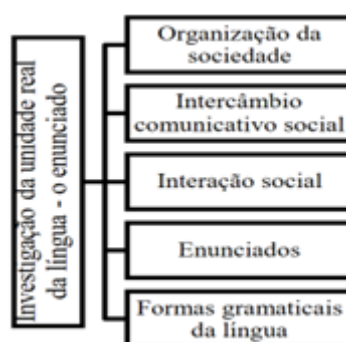 Investigação da unidade real
da língua - o enunciado
Organização da
sociedade
Intercâmbio
comunicativo social
Interação social
Enunciados
Formas gramaticais
da língua